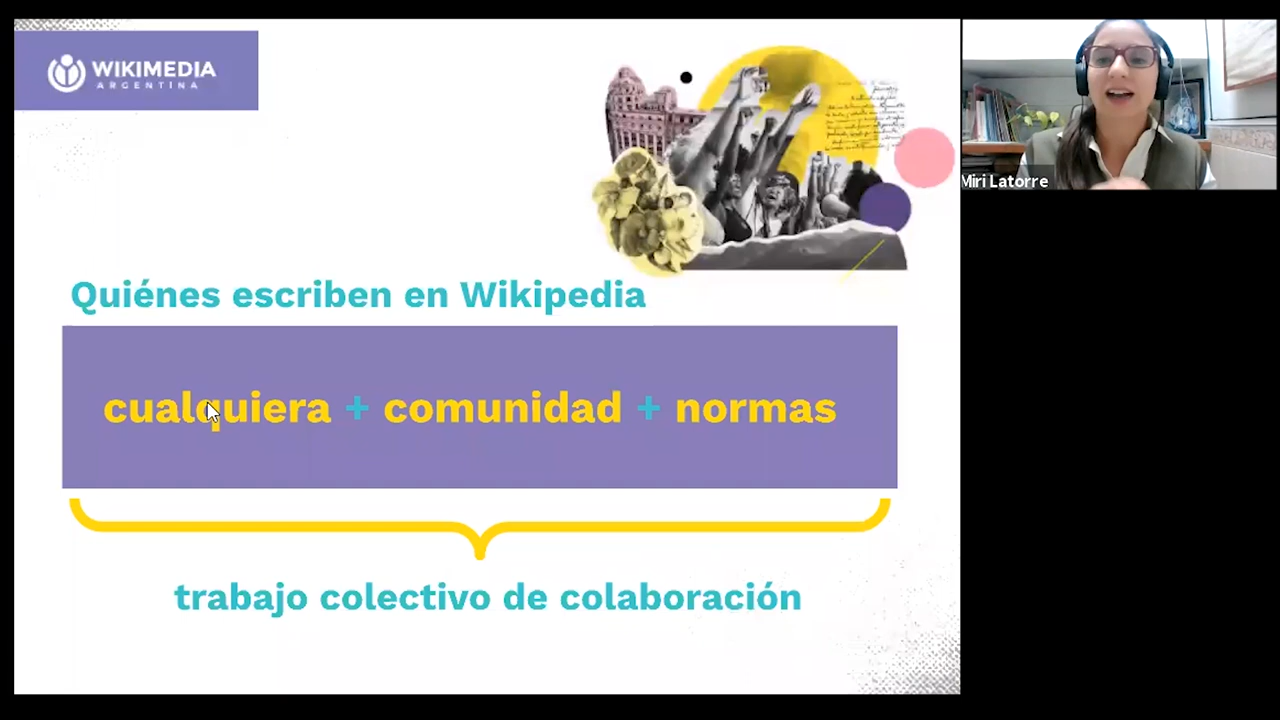 WIKIMEDIA
ARGENTINA
Miri Latorre
Quiénes escriben en Wikipedia
cualquiera + comunidad + normas
trabajo colectivo de colaboración